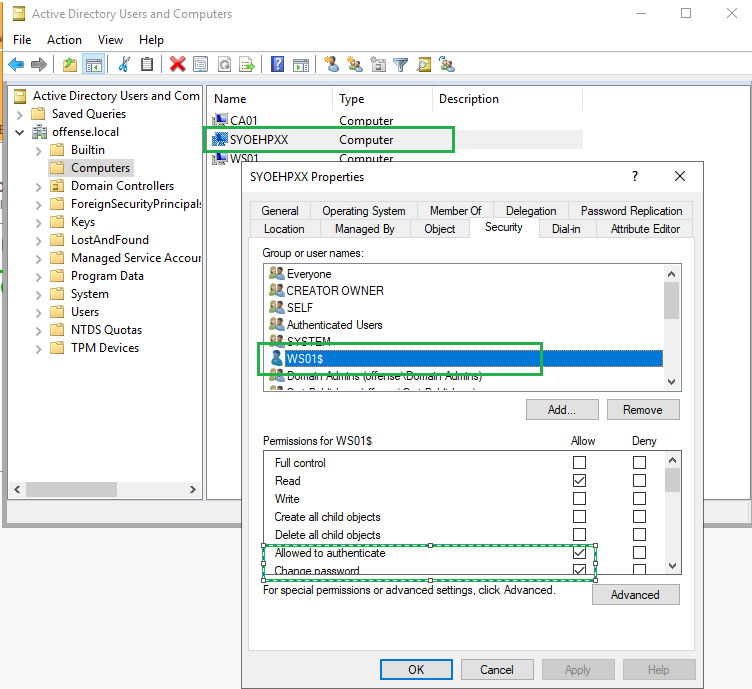 Active Directory Users and Computers
File Action View Help
Active Directory Users and Com
Saved Queries
offense.local
Builtin
Computers
Domain Controllers
ForeignSecurityPrincipals
Keys
LostAndFound
Managed Service Accour
Program Data
System
Users
NTDS Quotas
TPM Devices
Name Type Description
CA01 Computer
SYOEHPXX Computer
WS01 Computer
SYOEHPXX Properties
General Operating System Member Of Delegation Password Replication
Location Managed By Object Security Dial-in Attribute Editor
Group or user names:
Everyone
CREATOR OWNER
SELF
Authenticated Users
SYSTEM
WS01$
Domain Admins (offense\Domain Admins)
Add... Remove
Permissions for WS01$ Allow Deny
Full control
Read
Write
Create all child objects
Delete all child objects
Allowed to authenticate
Change password
For special permissions or advanced settings, click Advanced.
Advanced
OK Cancel Apply Help